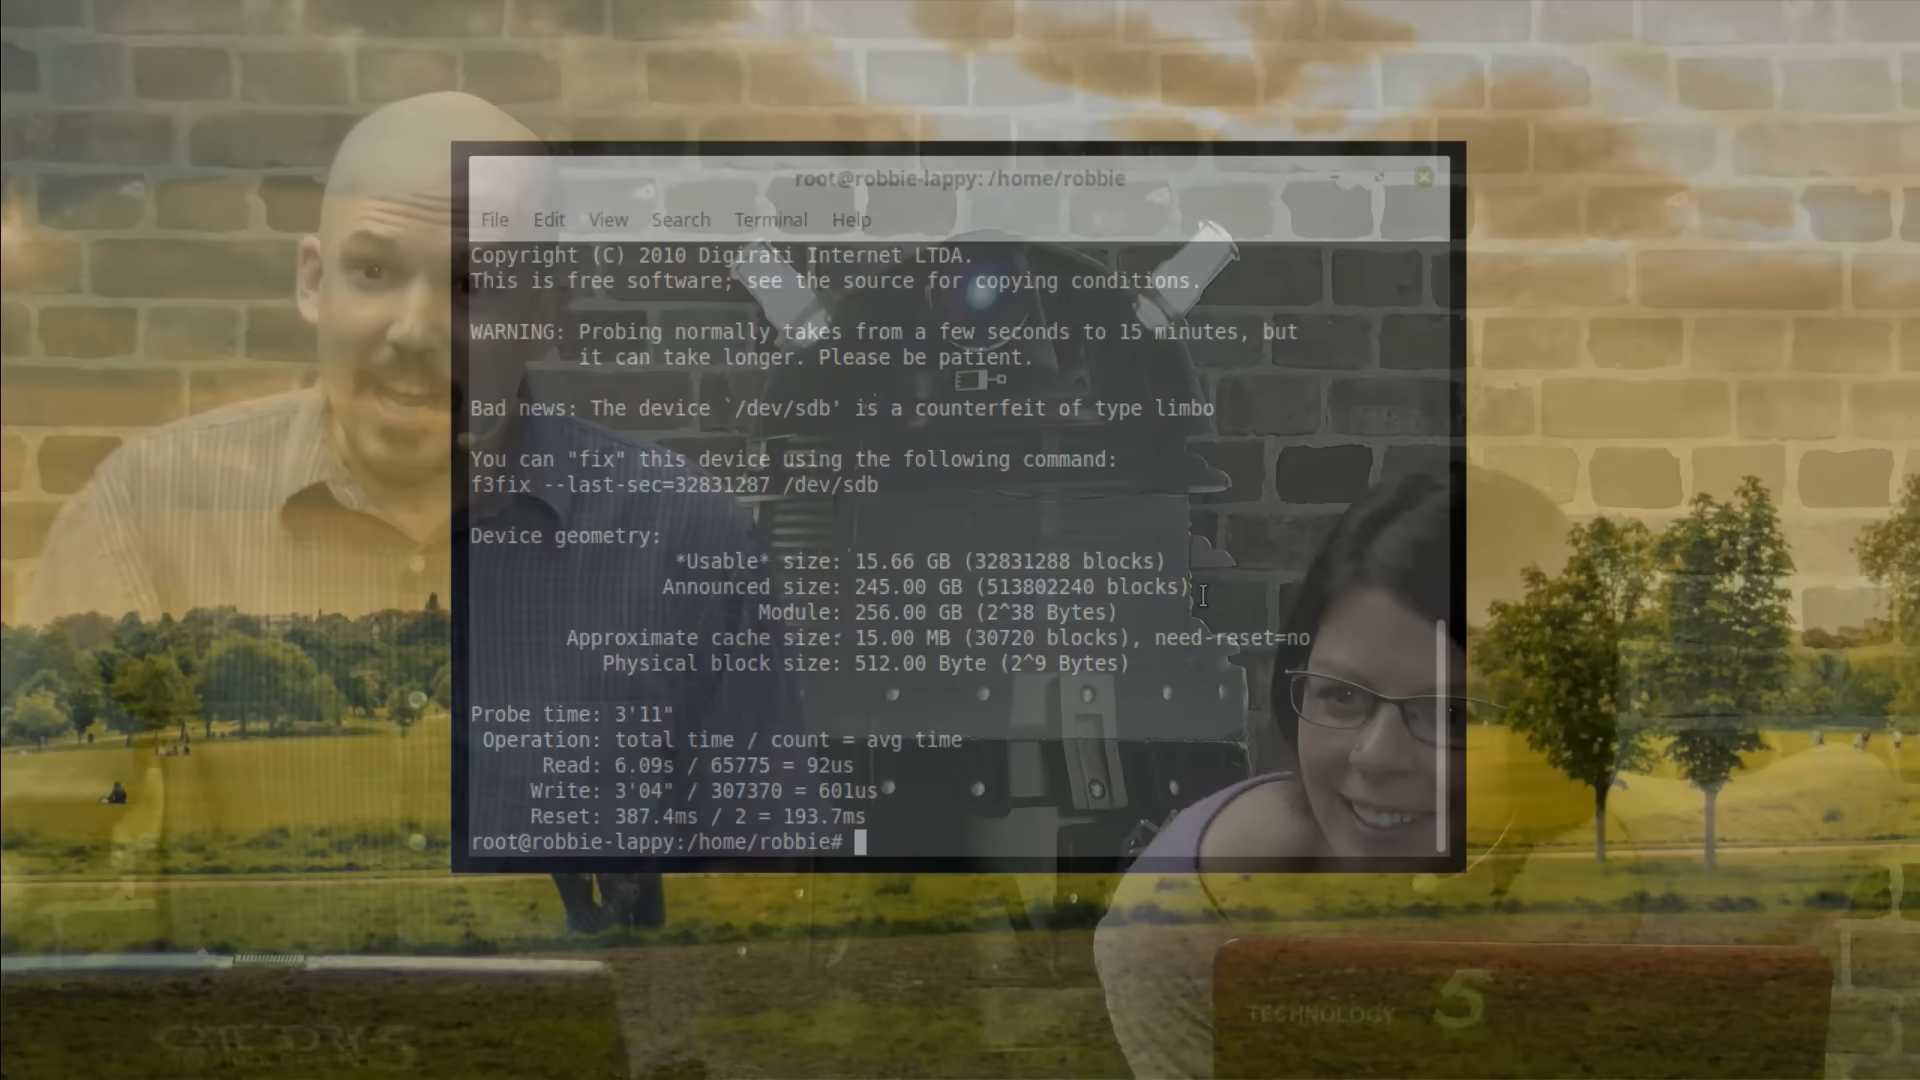 root@robbie-lappy: /home/robbie
File Edit View Search Terminal Help
Copyright (C) 2010 Digirati Internet LTDA.
This is free software; see the source for copying conditions.
WARNING: Probing normally takes from a few seconds to 15 minutes, but
it can take longer. Please be patient.
Bad news: The device `/dev/sdb' is a counterfeit of type limbo
You can "fix" this device using the following command:
f3fix --last-sec=32831287 /dev/sdb
Device geometry:
*Usable* size: 15.66 GB (32831288 blocks)
Announced size: 245.00 GB (513802240 blocks)
Module: 256.00 GB (2^38 Bytes)
Approximate cache size: 15.00 MB (30720 blocks), need-reset=no
Physical block size: 512.00 Byte (2^9 Bytes)
Probe time: 3'11"
Operation: total time / count = avg time
Read: 6.09s / 65775 = 92us
Write: 3'04" / 307370 = 601us
Reset: 387.4ms / 2 = 193.7ms
root@robbie-lappy:/home/robbie#
TECHNOLOGY 5